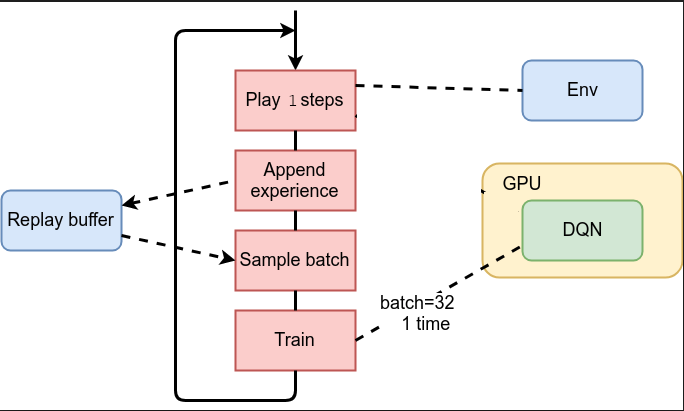 Play 1 steps
Env
Append
experience
GPU
Replay buffer
DQN
Sample batch
batch=32
1 time
Train